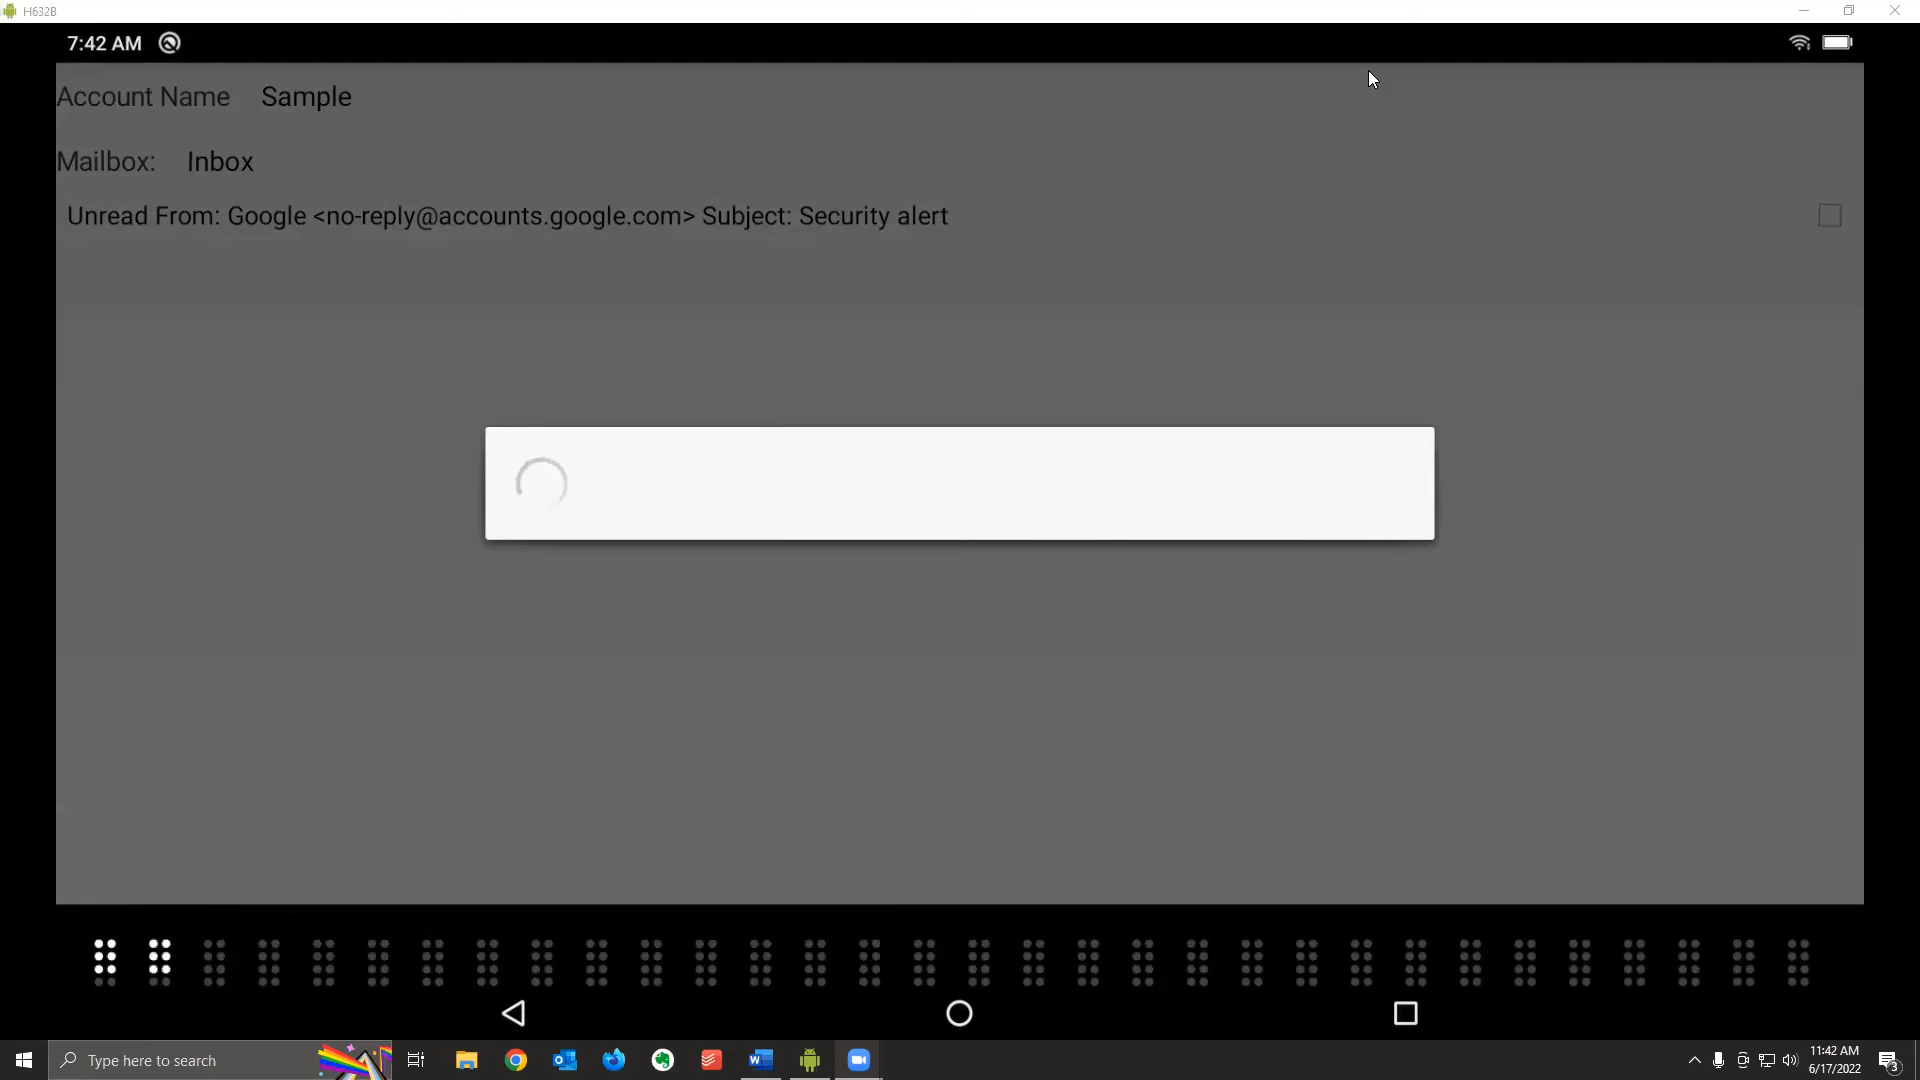 H632B
7:42 AM
Account Name Sample
Mailbox: Inbox
Unread From: Google <no-reply@accounts.google.com> Subject: Security alert
Type here to search
11:42 AM
6/17/2022
3